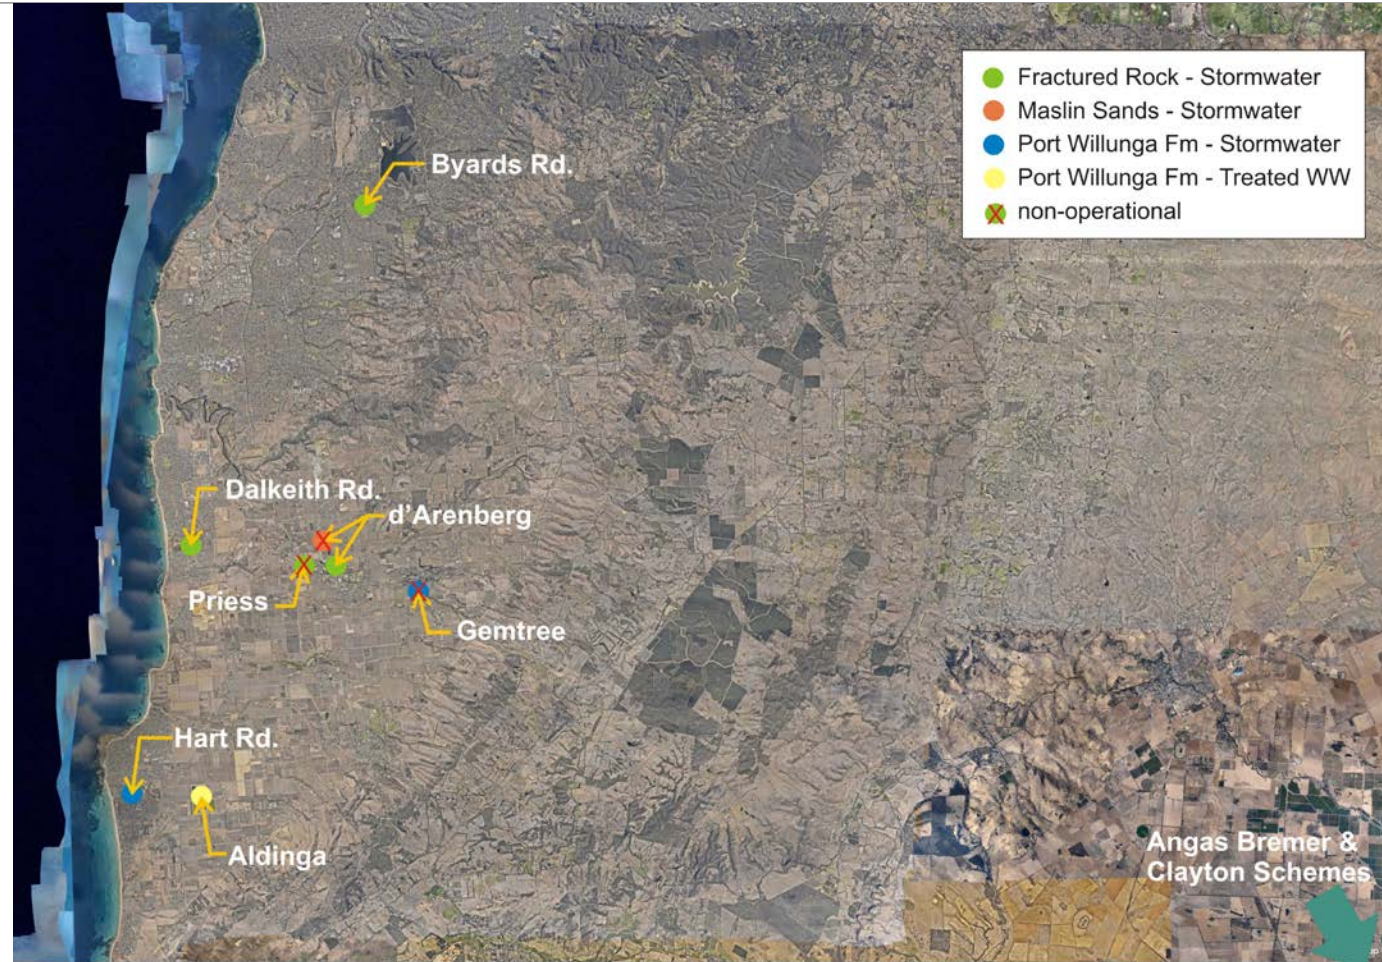 Fractured Rock - Stormwater
Maslin Sands - Stormwater
Port Willunga Fm - Stormwater
Port Willunga Fm - Treated WW
non-operational
Byards Rd.
Dalkeith Rd.
d'Arenberg
Priess
Gemtree
Hart Rd.
Aldinga
Angas Bremer &
Clayton Schemes